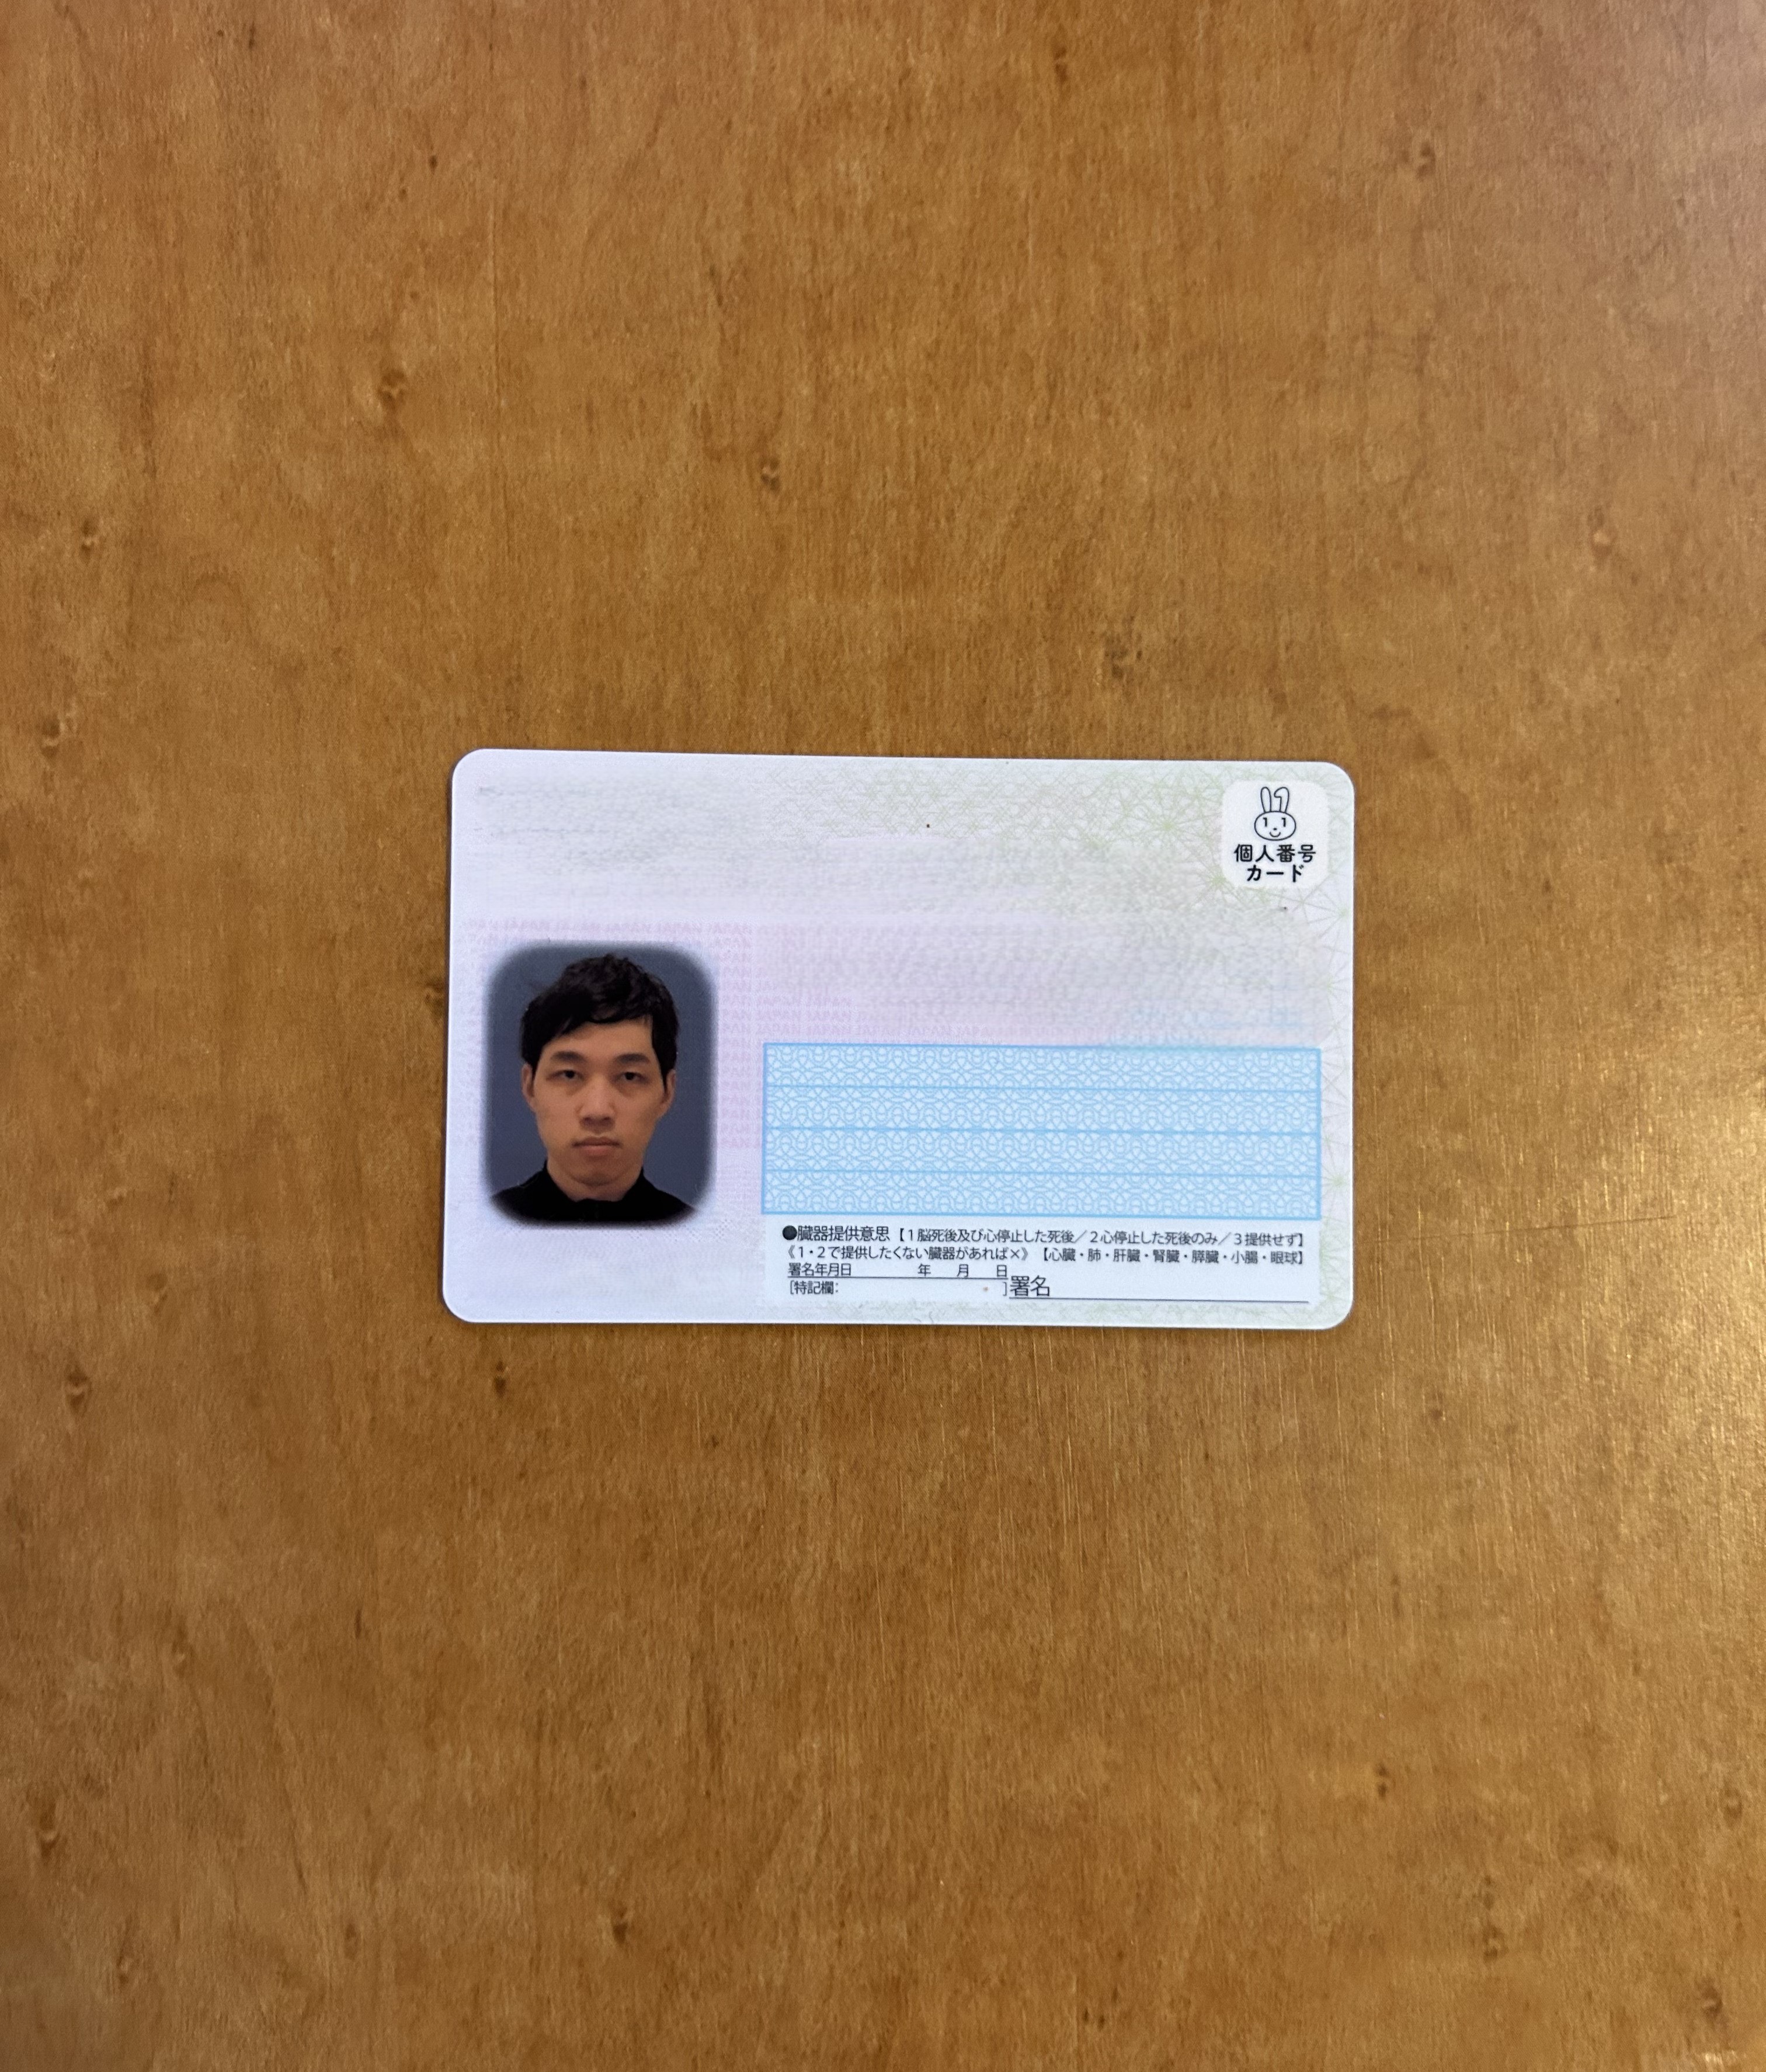 個人番号
カード
●臓器提供意思【1脳死後及び心停止した死後／2心停止した死後のみ／3提供せず】
《1・2で提供したくない臓器があれば×》【心臓・肺・肝臓・腎臓・膵臓・小腸・眼球】
署名年月日 年 月 日
[特記欄: ]署名